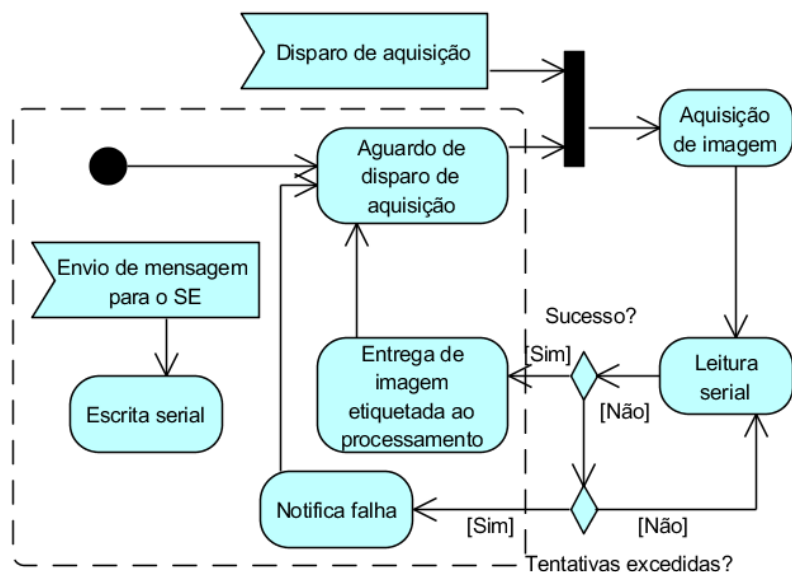 Disparo de aquisição
Aguardo de
disparo de
aquisição
Aquisição
de imagem
Envio de mensagem
para o SE
Escrita serial
Sucesso?
[Sim]
[Não]
Entrega de
imagem
etiquetada ao
processamento
Leitura
serial
Notifica falha
[Sim]
[Não]
Tentativas excedidas?